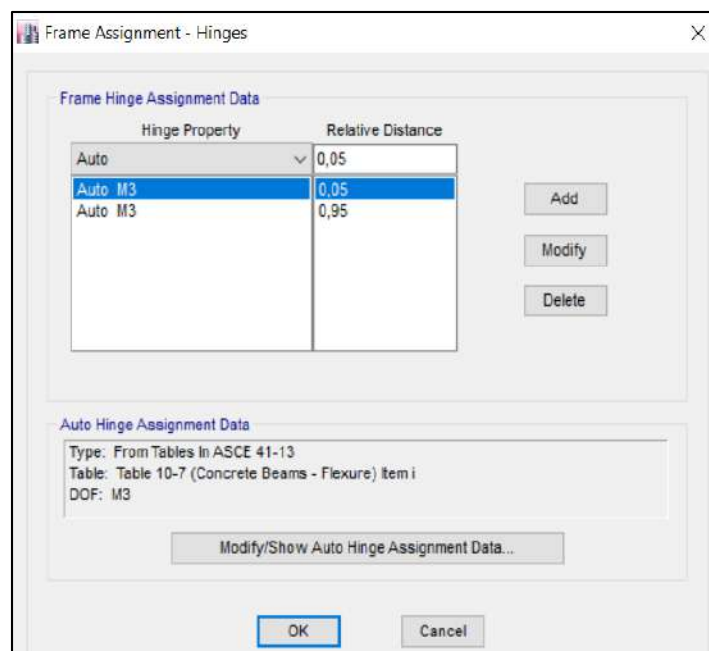 Frame Assignment - Hinges
Frame Hinge Assignment Data
Hinge Property Relative Distance
Auto 0,05
Auto M3 0,05
Auto M3 0,95
Add
Modify
Delete
Auto Hinge Assignment Data
Type: From Tables In ASCE 41-13
Table: Table 10-7 (Concrete Beams - Flexure) Item i
DOF: M3
Modify/Show Auto Hinge Assignment Data...
OK Cancel